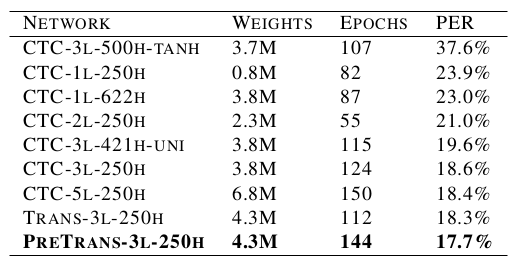 NETWORK WEIGHTS EPOCHS PER
CTC-3L-500H-TANH 3.7M 107 37.6%
CTC-1L-250H 0.8M 82 23.9%
CTC-1L-622H 3.8M 87 23.0%
CTC-2L-250H 2.3M 55 21.0%
CTC-3L-421H-UNI 3.8M 115 19.6%
CTC-3L-250H 3.8M 124 18.6%
CTC-5L-250H 6.8M 150 18.4%
TRANS-3L-250H 4.3M 112 18.3%
PRETRANS-3L-250H 4.3M 144 17.7%